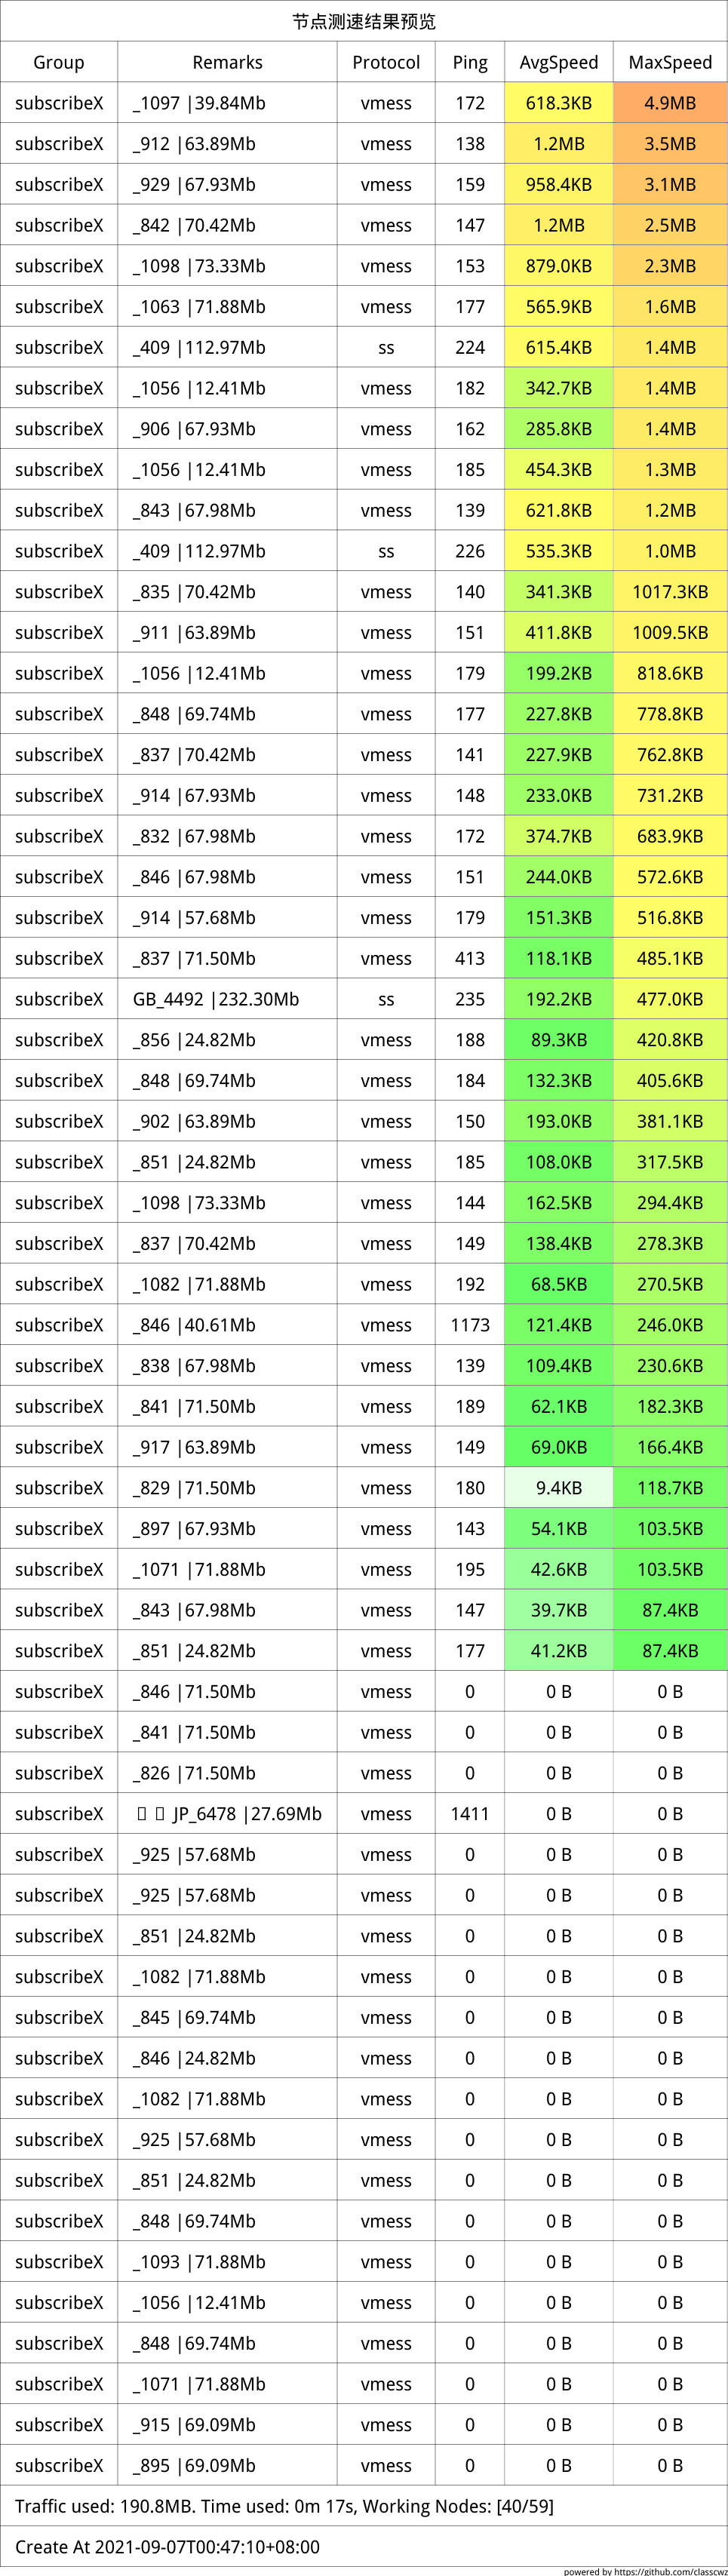 节点测速结果预览
Group Remarks Protocol Ping AvgSpeed MaxSpeed
subscribeX _1097 |39.84Mb vmess 172 618.3KB 4.9MB
subscribeX _912 |63.89Mb vmess 138 1.2MB 3.5MB
subscribeX _929 |67.93Mb vmess 159 958.4KB 3.1MB
subscribeX _842 |70.42Mb vmess 147 1.2MB 2.5MB
subscribeX _1098 |73.33Mb vmess 153 879.0KB 2.3MB
subscribeX _1063 |71.88Mb vmess 177 565.9KB 1.6MB
subscribeX _409 |112.97Mb ss 224 615.4KB 1.4MB
subscribeX _1056 |12.41Mb vmess 182 342.7KB 1.4MB
subscribeX _906 |67.93Mb vmess 162 285.8KB 1.4MB
subscribeX _1056 |12.41Mb vmess 185 454.3KB 1.3MB
subscribeX _843 |67.98Mb vmess 139 621.8KB 1.2MB
subscribeX _409 |112.97Mb ss 226 535.3KB 1.0MB
subscribeX _835 |70.42Mb vmess 140 341.3KB 1017.3KB
subscribeX _911 |63.89Mb vmess 151 411.8KB 1009.5KB
subscribeX _1056 |12.41Mb vmess 179 199.2KB 818.6KB
subscribeX _848 |69.74Mb vmess 177 227.8KB 778.8KB
subscribeX _837 |70.42Mb vmess 141 227.9KB 762.8KB
subscribeX _914 |67.93Mb vmess 148 233.0KB 731.2KB
subscribeX _832 |67.98Mb vmess 172 374.7KB 683.9KB
subscribeX _846 |67.98Mb vmess 151 244.0KB 572.6KB
subscribeX _914 |57.68Mb vmess 179 151.3KB 516.8KB
subscribeX _837 |71.50Mb vmess 413 118.1KB 485.1KB
subscribeX GB_4492 |232.30Mb ss 235 192.2KB 477.0KB
subscribeX _856 |24.82Mb vmess 188 89.3KB 420.8KB
subscribeX _848 |69.74Mb vmess 184 132.3KB 405.6KB
subscribeX _902 |63.89Mb vmess 150 193.0KB 381.1KB
subscribeX _851 |24.82Mb vmess 185 108.0KB 317.5KB
subscribeX _1098 |73.33Mb vmess 144 162.5KB 294.4KB
subscribeX _837 |70.42Mb vmess 149 138.4KB 278.3KB
subscribeX _1082 |71.88Mb vmess 192 68.5KB 270.5KB
subscribeX _846 |40.61Mb vmess 1173 121.4KB 246.0KB
subscribeX _838 |67.98Mb vmess 139 109.4KB 230.6KB
subscribeX _841 |71.50Mb vmess 189 62.1KB 182.3KB
subscribeX _917 |63.89Mb vmess 149 69.0KB 166.4KB
subscribeX _829 |71.50Mb vmess 180 9.4KB 118.7KB
subscribeX _897 |67.93Mb vmess 143 54.1KB 103.5KB
subscribeX _1071 |71.88Mb vmess 195 42.6KB 103.5KB
subscribeX _843 |67.98Mb vmess 147 39.7KB 87.4KB
subscribeX _851 |24.82Mb vmess 177 41.2KB 87.4KB
subscribeX _846 |71.50Mb vmess 0 0 B 0 B
subscribeX _841 |71.50Mb vmess 0 0 B 0 B
subscribeX _826 |71.50Mb vmess 0 0 B 0 B
subscribeX JP_6478 |27.69Mb vmess 1411 0 B 0 B
subscribeX _925 |57.68Mb vmess 0 0 B 0 B
subscribeX _925 |57.68Mb vmess 0 0 B 0 B
subscribeX _851 |24.82Mb vmess 0 0 B 0 B
subscribeX _1082 |71.88Mb vmess 0 0 B 0 B
subscribeX _845 |69.74Mb vmess 0 0 B 0 B
subscribeX _846 |24.82Mb vmess 0 0 B 0 B
subscribeX _1082 |71.88Mb vmess 0 0 B 0 B
subscribeX _925 |57.68Mb vmess 0 0 B 0 B
subscribeX _851 |24.82Mb vmess 0 0 B 0 B
subscribeX _848 |69.74Mb vmess 0 0 B 0 B
subscribeX _1093 |71.88Mb vmess 0 0 B 0 B
subscribeX _1056 |12.41Mb vmess 0 0 B 0 B
subscribeX _848 |69.74Mb vmess 0 0 B 0 B
subscribeX _1071 |71.88Mb vmess 0 0 B 0 B
subscribeX _915 |69.09Mb vmess 0 0 B 0 B
subscribeX _895 |69.09Mb vmess 0 0 B 0 B
Traffic used: 190.8MB. Time used: 0m 17s, Working Nodes: [40/59]
Create At 2021-09-07T00:47:10+08:00
powered by https://github.com/classcwz